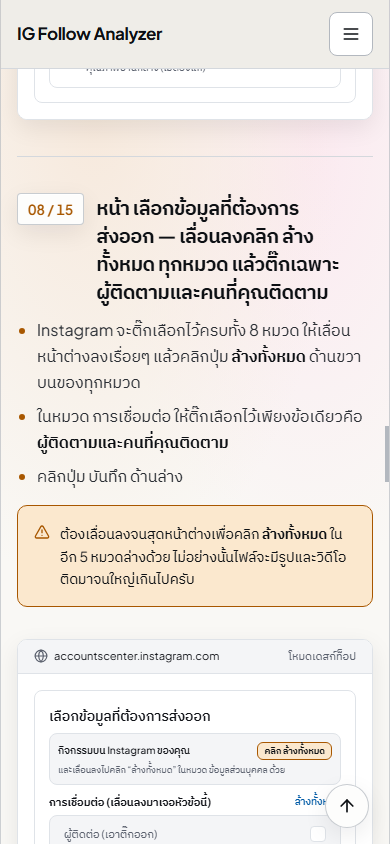 IG Follow Analyzer
08 / 15
หน้า เลือกข้อมูลที่ต้องการ
ส่งออก — เลื่อนลงคลิก ล้าง
ทั้งหมด ทุกหมวด แล้วติ๊กเฉพาะ
ผู้ติดตามและคนที่คุณติดตาม
Instagram จะติ๊กเลือกไว้ครบทั้ง 8 หมวด ให้เลื่อน
หน้าต่างลงเรื่อยๆ แล้วคลิกปุ่ม ล้างทั้งหมด ด้านขวา
บนของทุกหมวด
ในหมวด การเชื่อมต่อ ให้ติ๊กเลือกไว้เพียงข้อเดียวคือ
ผู้ติดตามและคนที่คุณติดตาม
คลิกปุ่ม บันทึก ด้านล่าง
ต้องเลื่อนลงจนสุดหน้าต่างเพื่อคลิก ล้างทั้งหมด ใน
อีก 5 หมวดล่างด้วย ไม่อย่างนั้นไฟล์จะมีรูปและวิดีโอ
ติดมาจนใหญ่เกินไปครับ
accountscenter.instagram.com
โหมดเดสก์ท็อป
เลือกข้อมูลที่ต้องการส่งออก
กิจกรรมบน Instagram ของคุณ
คลิก ล้างทั้งหมด
และเลื่อนลงไปคลิก "ล้างทั้งหมด" ในหมวด ข้อมูลส่วนบุคคล ด้วย
การเชื่อมต่อ (เลื่อนลงมาเจอหัวข้อนี้)
ผู้ติดต่อ (เอาติ๊กออก)